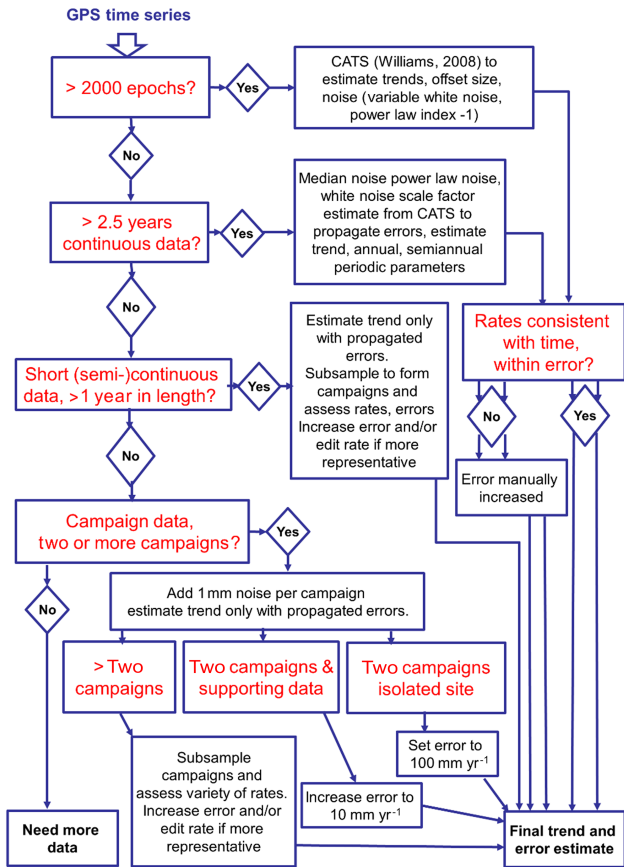 GPS time series
> 2000 epochs?
Yes
CATS (Williams, 2008) to
estimate trends, offset size,
noise (variable white noise,
power law index -1)
No
> 2.5 years
continuous data?
Yes
Median noise power law noise,
white noise scale factor
estimate from CATS to
propagate errors, estimate
trend, annual, semiannual
periodic parameters
No
Rates consistent
with time,
within error?
No
Yes
Error manually
increased
Short (semi-)continuous
data, >1 year in length?
Yes
Estimate trend only
with propagated
errors.
Subsample to form
campaigns and
assess rates, errors
Increase error and/or
edit rate if more
representative
No
Campaign data,
two or more campaigns?
Yes
No
Add 1mm noise per campaign
estimate trend only with propagated errors.
> Two
campaigns
Two campaigns &
supporting data
Two campaigns
isolated site
Subsample
campaigns and
assess variety of rates.
Increase error and/or
edit rate if more
representative
Increase error to
10 mm yr⁻¹
Set error to
100 mm yr⁻¹
Need more
data
Final trend and
error estimate